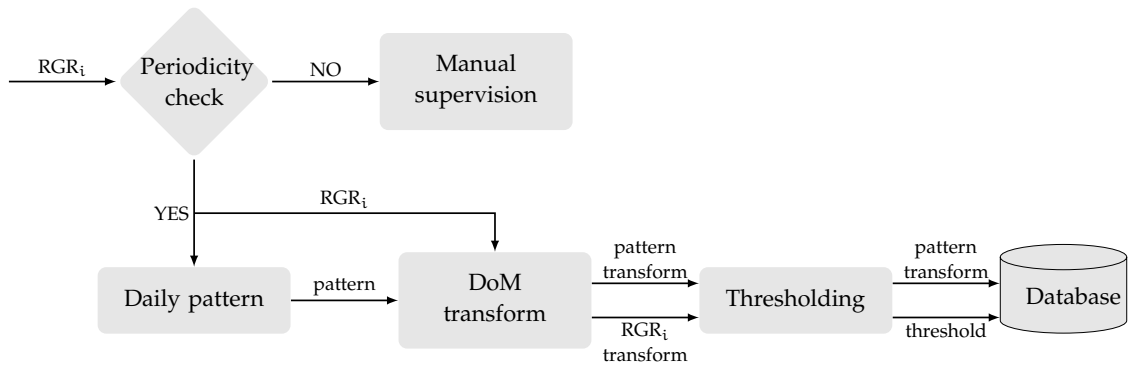 RGRi
Periodicity
check
NO
Manual
supervision
YES
RGRi
Daily pattern
pattern
DoM
transform
pattern
transform
RGRi
transform
Thresholding
pattern
transform
threshold
Database